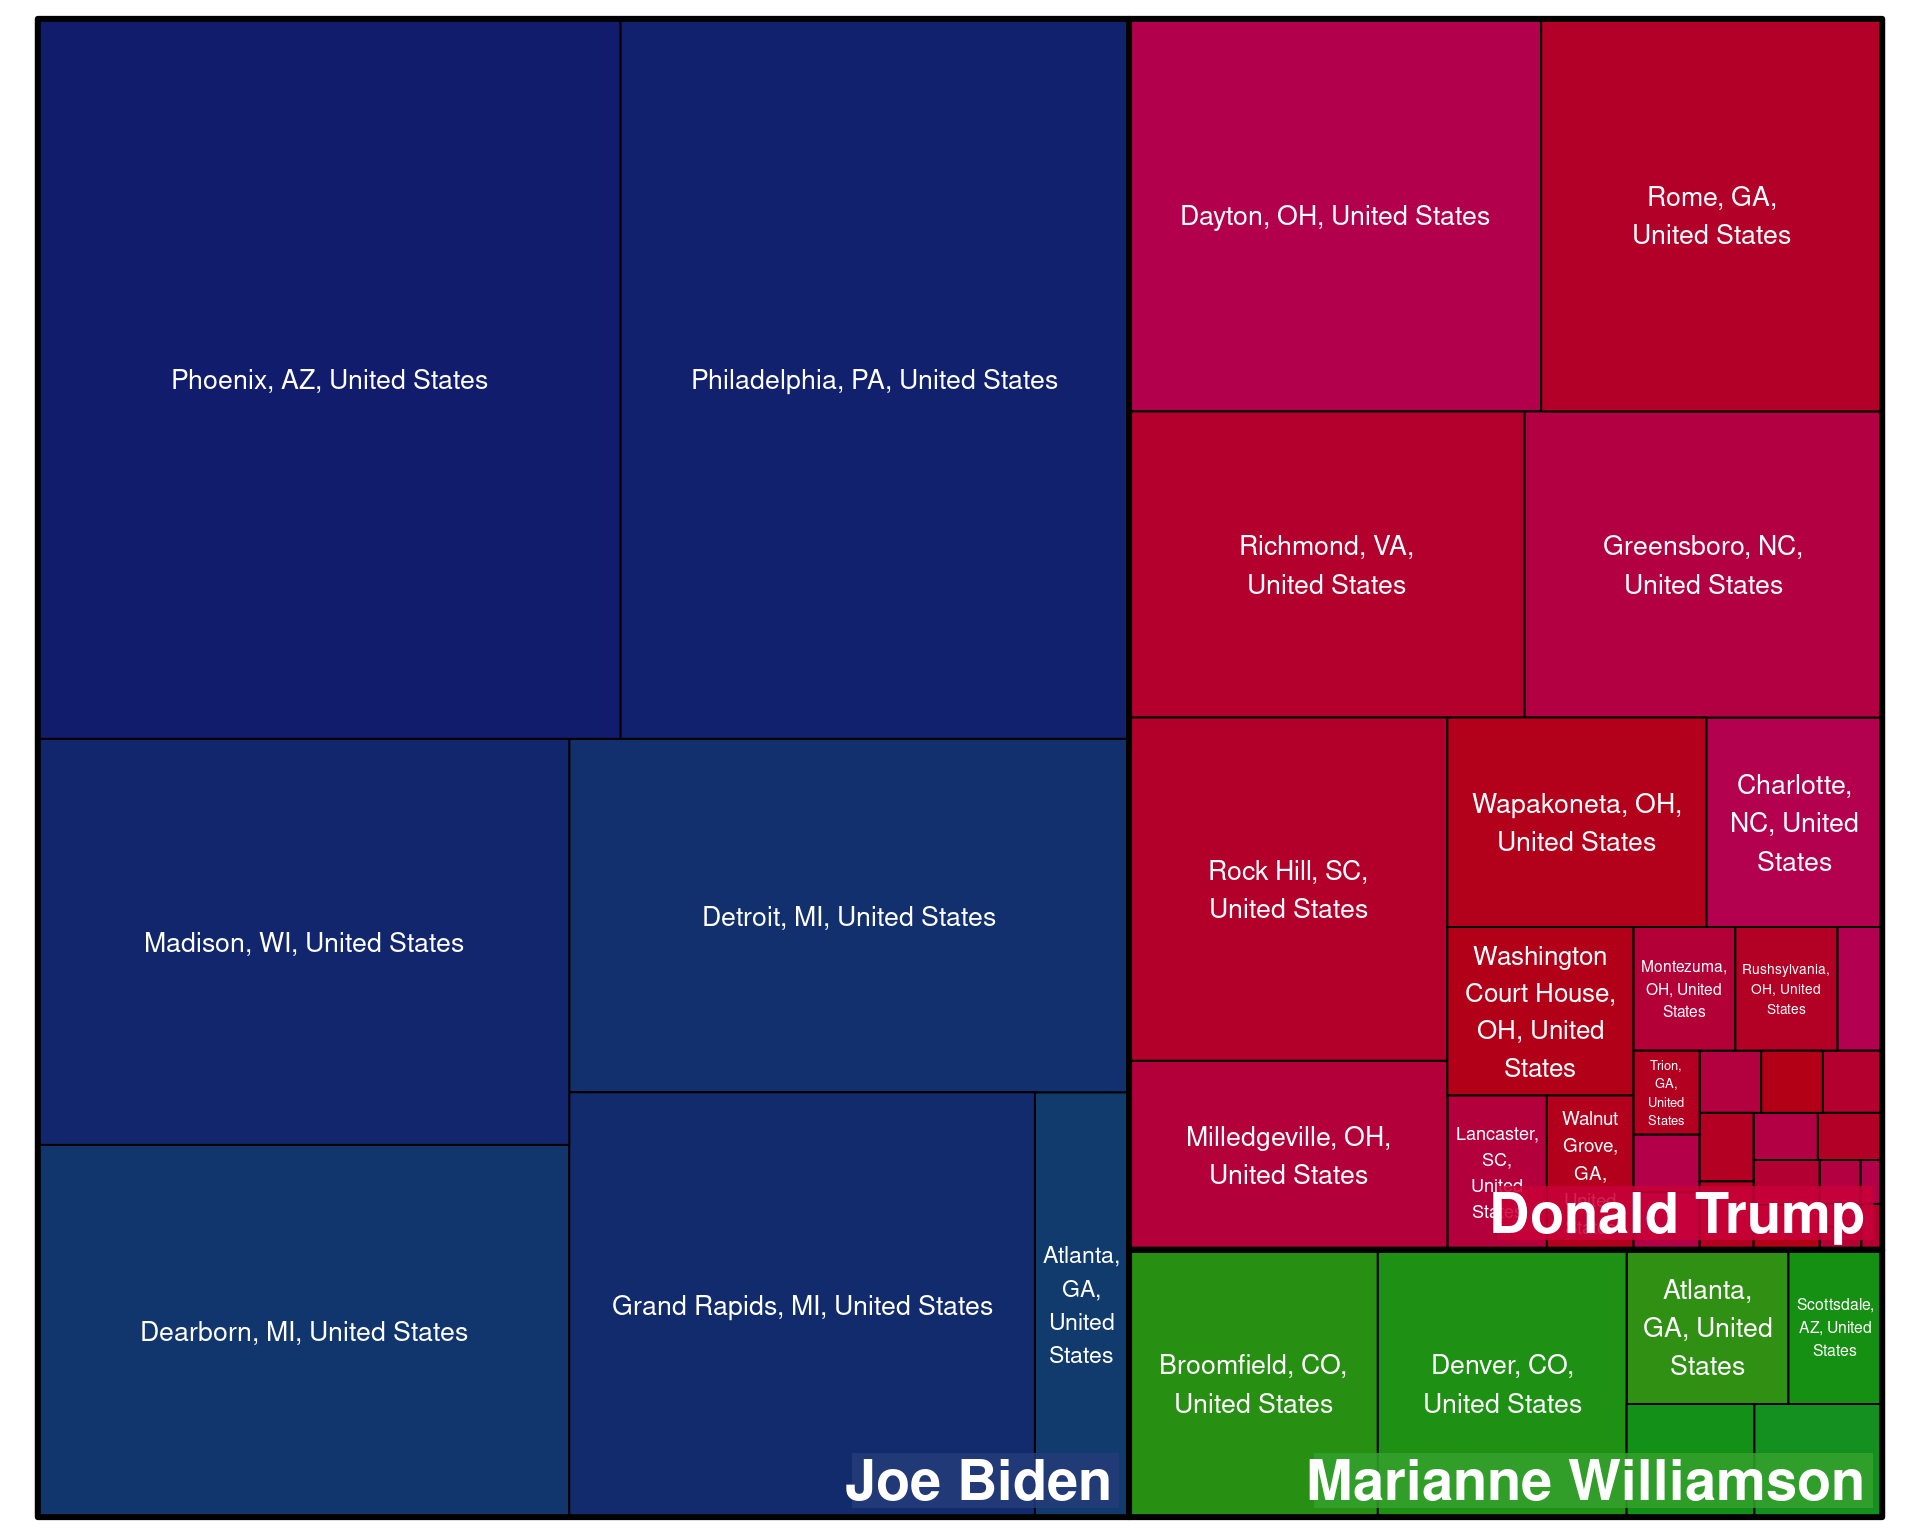 Phoenix, AZ, United States
Philadelphia, PA, United States
Madison, WI, United States
Detroit, MI, United States
Dearborn, MI, United States
Grand Rapids, MI, United States
Atlanta,
GA,
United
States
Joe Biden
Dayton, OH, United States
Rome, GA,
United States
Richmond, VA,
United States
Greensboro, NC,
United States
Rock Hill, SC,
United States
Wapakoneta, OH,
United States
Charlotte,
NC, United
States
Washington
Court House,
OH, United
States
Montezuma,
OH, United
States
Rushsylvania,
OH, United
States
Trion,
GA,
United
States
Milledgeville, OH,
United States
Lancaster,
SC,
United
States
Walnut
Grove,
GA,
United
Donald Trump
Broomfield, CO,
United States
Denver, CO,
United States
Atlanta,
GA, United
States
Scottsdale,
AZ, United
States
Marianne Williamson